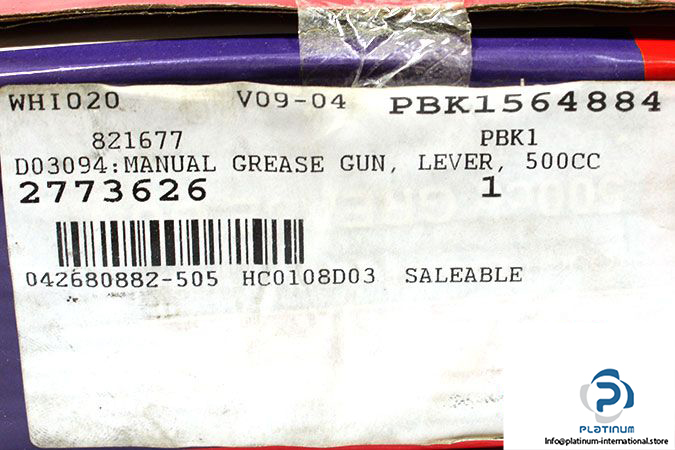 WHI020 V09-04 PBK1564884
821677 PBK1
D03094:MANUAL GREASE GUN, LEVER, 500CC
2773626 1
042680882-505 HC0108D03 SALEABLE
PLATINUM
Info@platinum-international.store